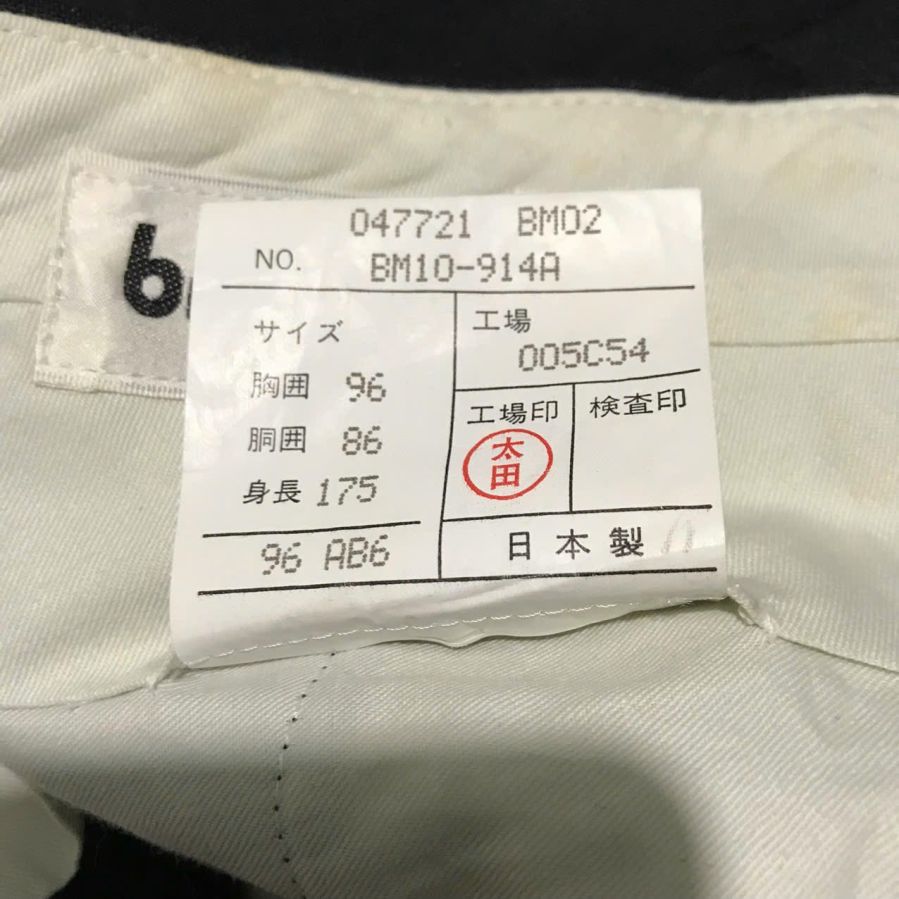 047721 BM02
NO. BM10-914A
サイズ
胸囲 96
胴囲 86
身長 175
96 AB6
工場
005C54
工場印
太田
検査印
日本製
b